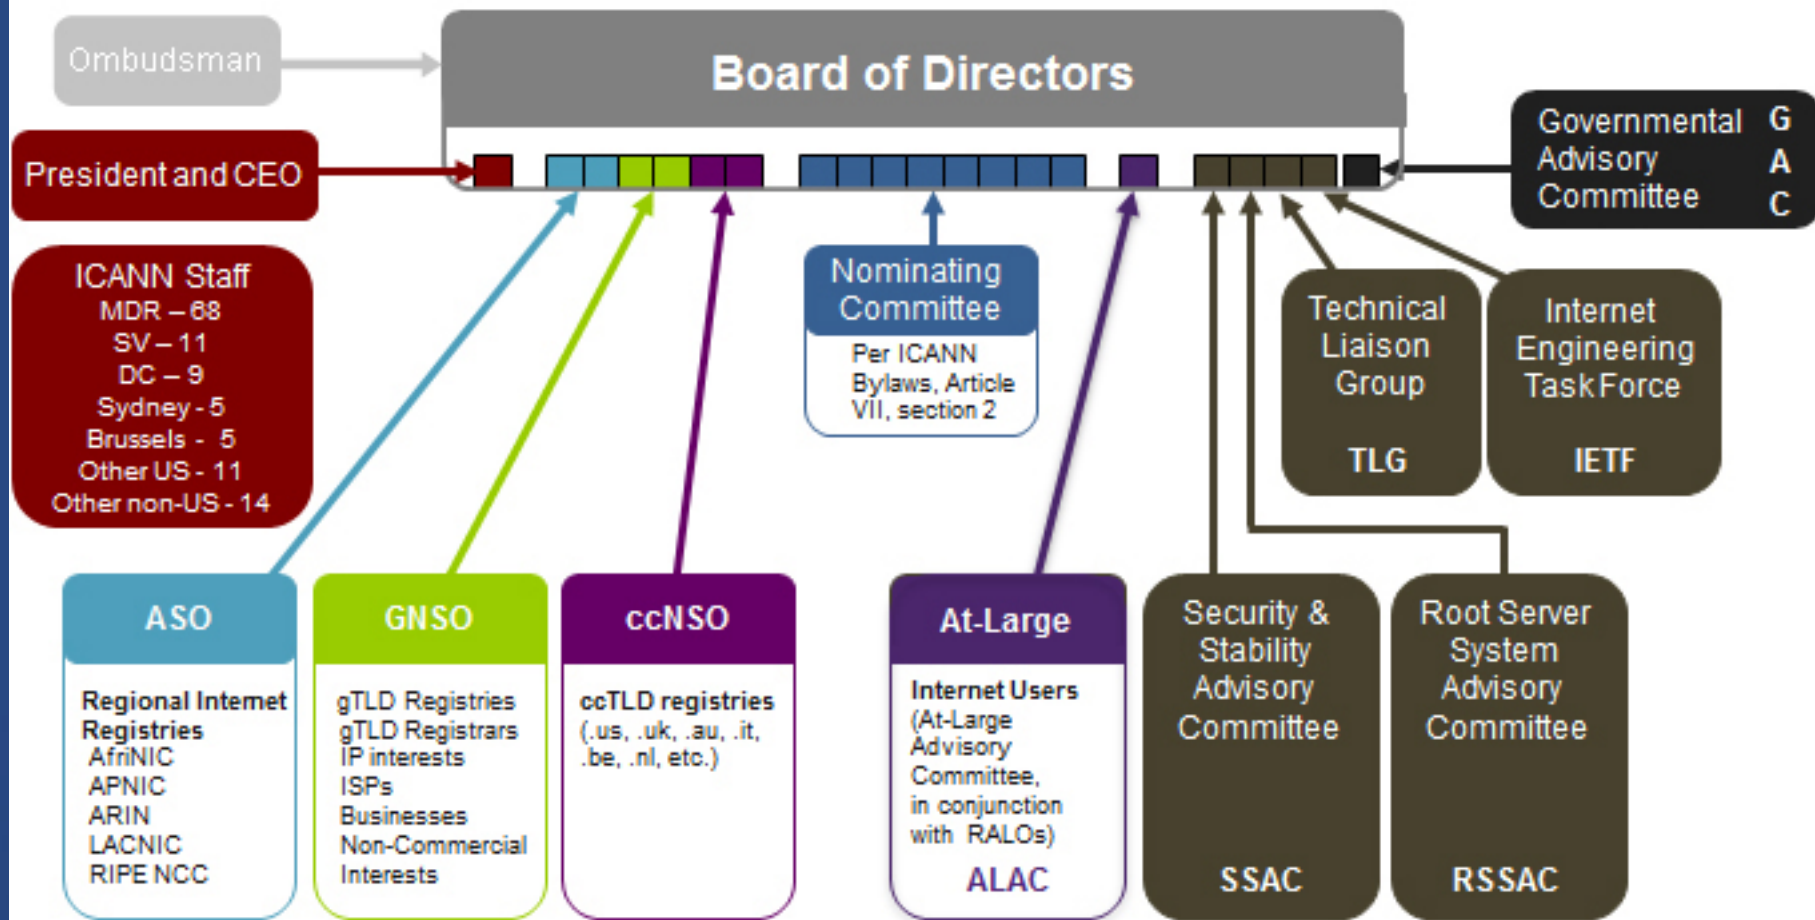 Ombudsman
Board of Directors
President and CEO
Governmental G
Advisory A
Committee C
ICANN Staff
MDR – 68
SV – 11
DC – 9
Sydney - 5
Brussels - 5
Other US - 11
Other non-US - 14
Nominating
Committee
Per ICANN
Bylaws, Article
VII, section 2
Technical
Liaison
Group
TLG
Internet
Engineering
Task Force
IETF
ASO
Regional Internet
Registries
AfriNIC
APNIC
ARIN
LACNIC
RIPE NCC
GNSO
gTLD Registries
gTLD Registrars
IP interests
ISPs
Businesses
Non-Commercial
Interests
ccNSO
ccTLD registries
(.us, .uk, .au, .it,
.be, .nl, etc.)
At-Large
Internet Users
(At-Large
Advisory
Committee,
in conjunction
with RALOs)
ALAC
Security &
Stability
Advisory
Committee
SSAC
Root Server
System
Advisory
Committee
RSSAC